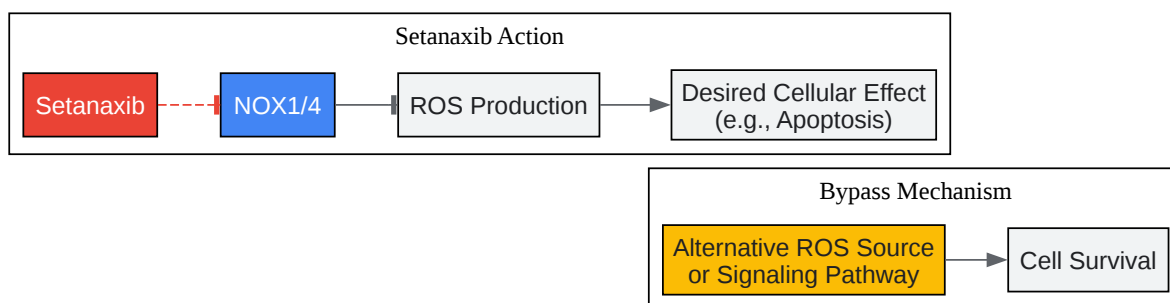 Setanaxib Action
Setanaxib
NOX1/4
ROS Production
Desired Cellular Effect
(e.g., Apoptosis)
Bypass Mechanism
Alternative ROS Source
or Signaling Pathway
Cell Survival